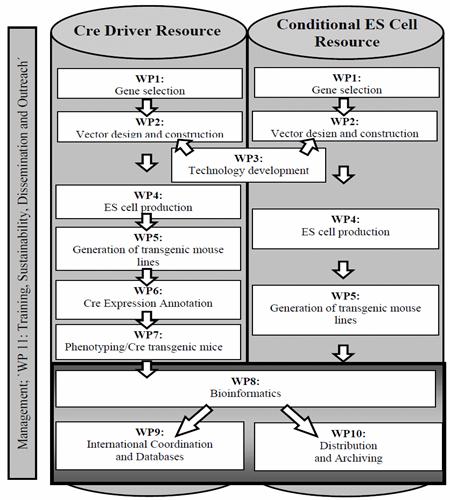 Management; `WP 11: Training, Sustainability, Dissemination and Outreach´
Cre Driver Resource
WP1:
Gene selection
WP2:
Vector design and construction
WP4:
ES cell production
WP5:
Generation of transgenic mouse
lines
WP6:
Cre Expression Annotation
WP7:
Phenotyping/Cre transgenic mice
Conditional ES Cell
Resource
WP1:
Gene selection
WP2:
Vector design and construction
WP3:
Technology development
WP4:
ES cell production
WP5:
Generation of transgenic mouse
lines
WP8:
Bioinformatics
WP9:
International Coordination
and Databases
WP10:
Distribution
and Archiving